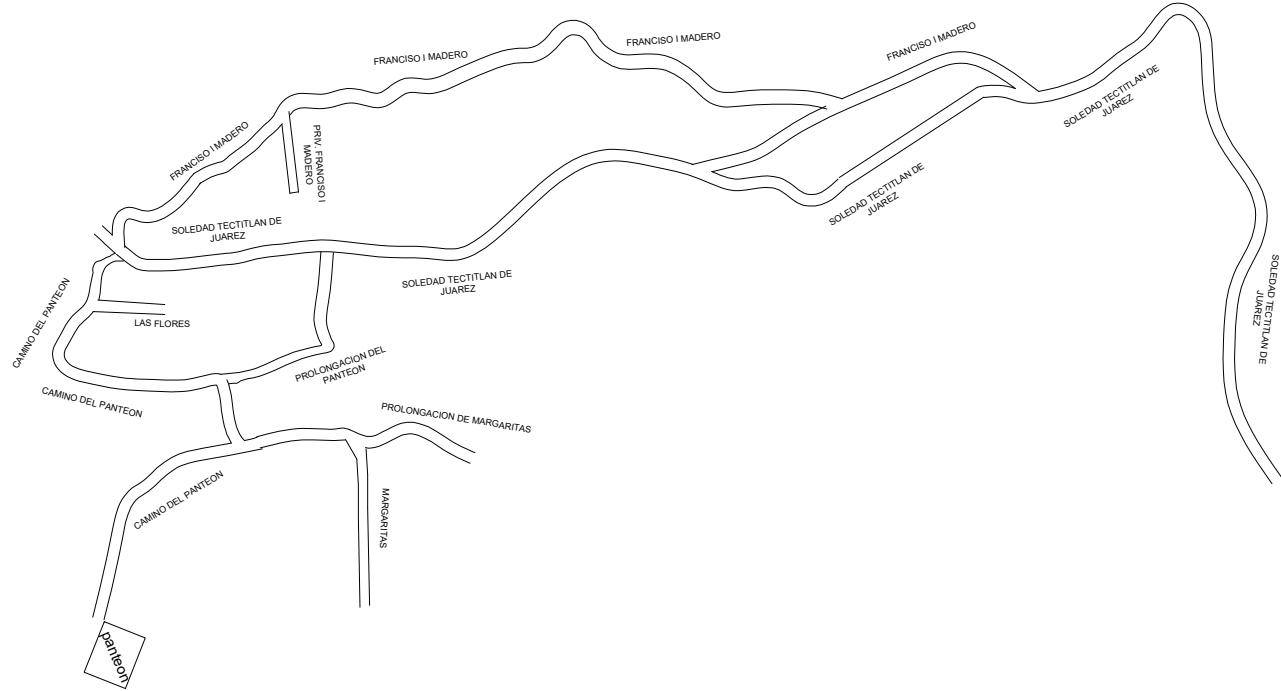 FRANCISO I MADERO
FRANCISO I MADERO
FRANCISO I MADERO
SOLEDAD TECTITLAN DE
JUAREZ
FRANCISO I MADERO
PRIV. FRANCISO I
MADERO
SOLEDAD TECTITLAN DE
JUAREZ
SOLEDAD TECTITLAN DE
JUAREZ
SOLEDAD TECTITLAN DE
JUAREZ
SOLEDAD TECTITLAN DE
JUAREZ
CAMINO DEL PANTEON
LAS FLORES
PROLONGACION DEL
PANTEON
CAMINO DEL PANTEON
PROLONGACION DE MARGARITAS
CAMINO DEL PANTEON
MARGARITAS
panteon